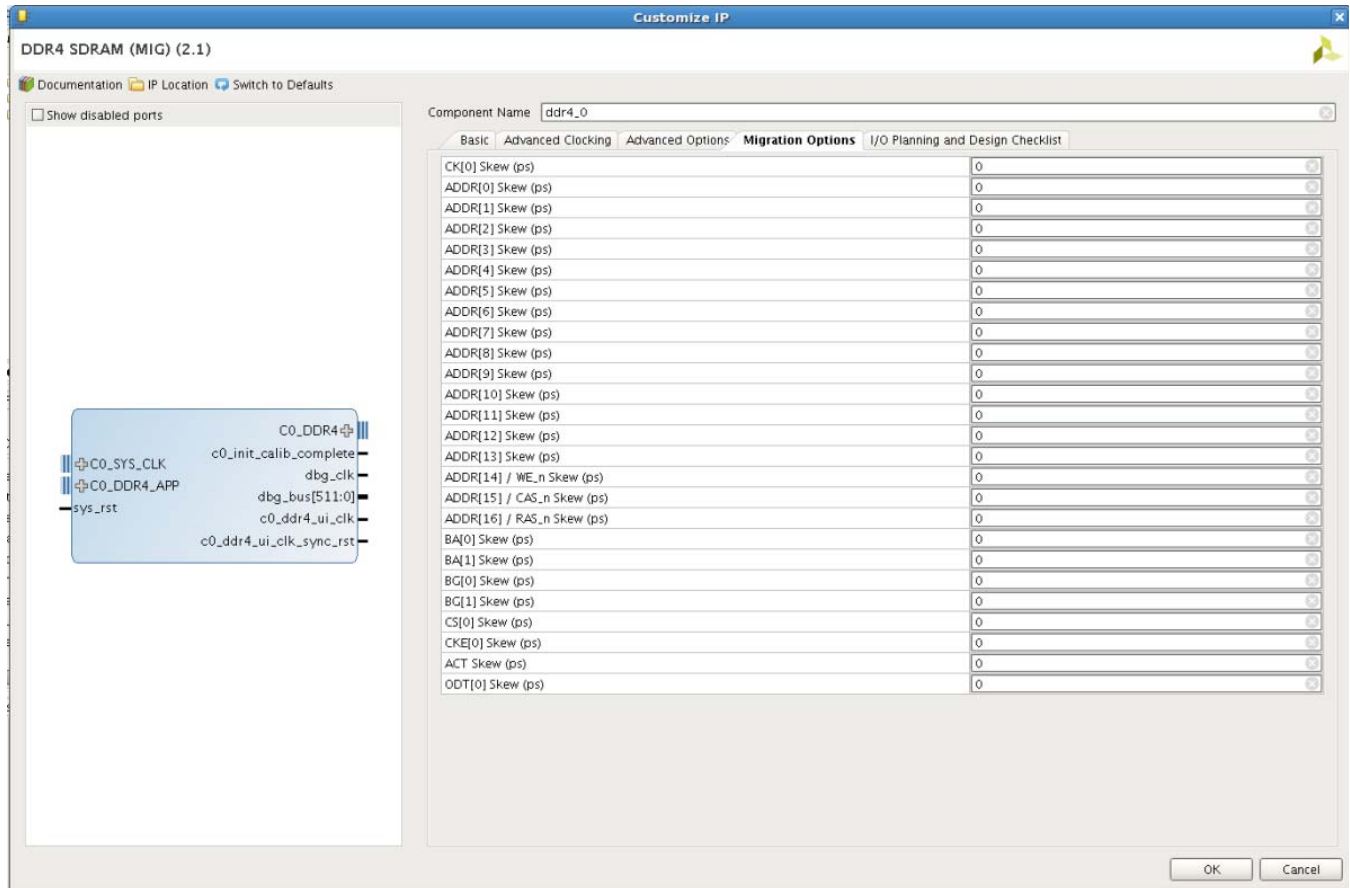 Customize IP
DDR4 SDRAM (MIG) (2.1)
Documentation IP Location Switch to Defaults
Show disabled ports
C0_DDR4
c0_init_calib_complete
C0_SYS_CLK
dbg_clk
C0_DDR4_APP
dbg_bus[511:0]
sys_rst
c0_ddr4_ui_clk
c0_ddr4_ui_clk_sync_rst
Component Name ddr4_0
Basic Advanced Clocking Advanced Options Migration Options I/O Planning and Design Checklist
CK[0] Skew (ps) 0
ADDR[0] Skew (ps) 0
ADDR[1] Skew (ps) 0
ADDR[2] Skew (ps) 0
ADDR[3] Skew (ps) 0
ADDR[4] Skew (ps) 0
ADDR[5] Skew (ps) 0
ADDR[6] Skew (ps) 0
ADDR[7] Skew (ps) 0
ADDR[8] Skew (ps) 0
ADDR[9] Skew (ps) 0
ADDR[10] Skew (ps) 0
ADDR[11] Skew (ps) 0
ADDR[12] Skew (ps) 0
ADDR[13] Skew (ps) 0
ADDR[14] / WE_n Skew (ps) 0
ADDR[15] / CAS_n Skew (ps) 0
ADDR[16] / RAS_n Skew (ps) 0
BA[0] Skew (ps) 0
BA[1] Skew (ps) 0
BG[0] Skew (ps) 0
BG[1] Skew (ps) 0
CS[0] Skew (ps) 0
CKE[0] Skew (ps) 0
ACT Skew (ps) 0
ODT[0] Skew (ps) 0
OK Cancel